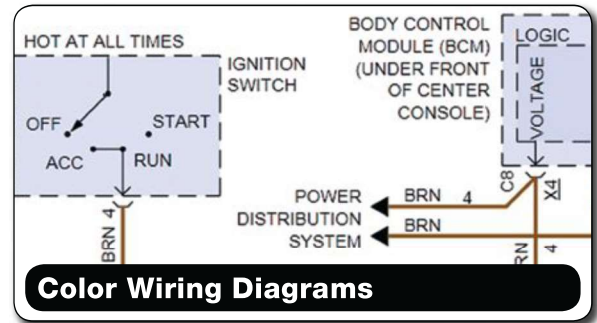 HOT AT ALL TIMES
IGNITION
SWITCH
OFF
START
ACC
RUN
BRN 4
BODY CONTROL
MODULE (BCM)
(UNDER FRONT
OF CENTER
CONSOLE)
LOGIC
VOLTAGE
C8
X4
POWER
DISTRIBUTION
SYSTEM
BRN 4
BRN
RN 4
Color Wiring Diagrams